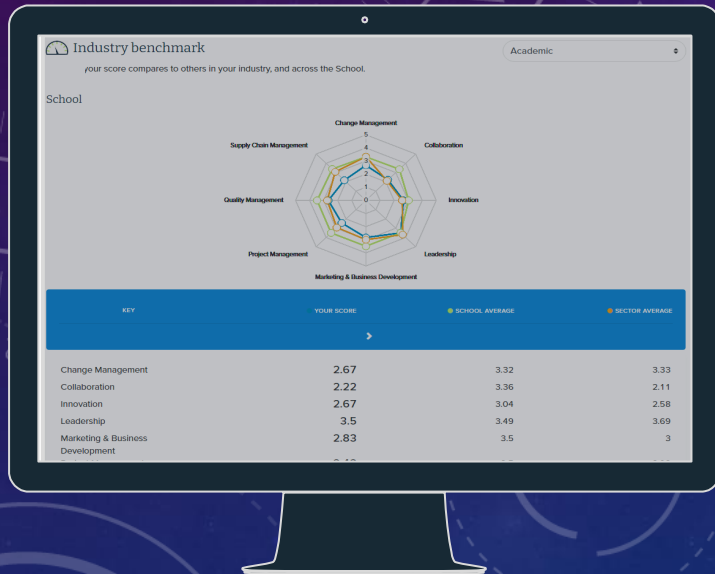 Industry benchmark
Academic
your score compares to others in your industry, and across the School.
School
Change Management
5
Supply Chain Management
4
Collaboration
3
2
1
Quality Management
0
Innovation
Project Management
Leadership
Marketing & Business Development
KEY YOUR SCORE SCHOOL AVERAGE SECTOR AVERAGE
Change Management 2.67 3.32 3.33
Collaboration 2.22 3.36 2.11
Innovation 2.67 3.04 2.58
Leadership 3.5 3.49 3.69
Marketing & Business 2.83 3.5 3
Development